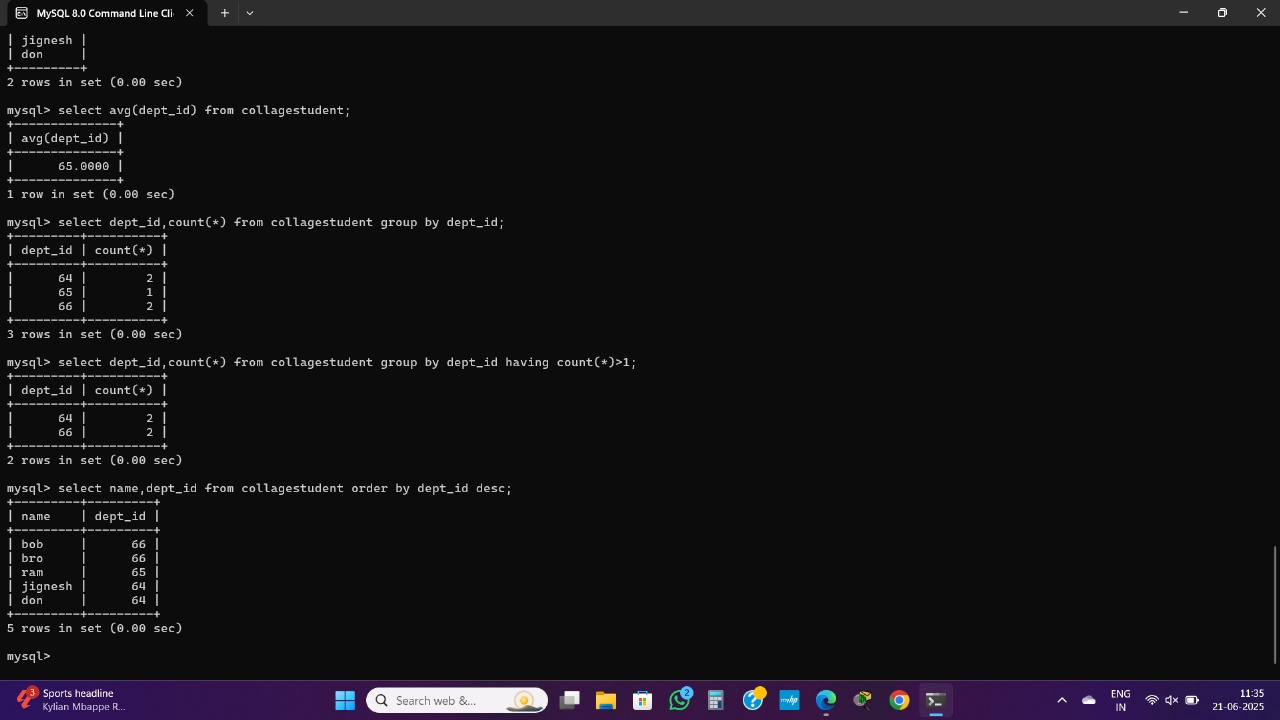 MySQL 8.0 Command Line Cli
| jignesh |
| don     |
+---------+
2 rows in set (0.00 sec)
mysql> select avg(dept_id) from collagestudent;
+--------------+
| avg(dept_id) |
+--------------+
|      65.0000 |
+--------------+
1 row in set (0.00 sec)
mysql> select dept_id,count(*) from collagestudent group by dept_id;
+---------+----------+
| dept_id | count(*) |
+---------+----------+
|      64 |        2 |
|      65 |        1 |
|      66 |        2 |
+---------+----------+
3 rows in set (0.00 sec)
mysql> select dept_id,count(*) from collagestudent group by dept_id having count(*)>1;
+---------+----------+
| dept_id | count(*) |
+---------+----------+
|      64 |        2 |
|      66 |        2 |
+---------+----------+
2 rows in set (0.00 sec)
mysql> select name,dept_id from collagestudent order by dept_id desc;
+---------+---------+
| name    | dept_id |
+---------+---------+
| bob     |      66 |
| bro     |      66 |
| ram     |      65 |
| jignesh |      64 |
| don     |      64 |
+---------+---------+
5 rows in set (0.00 sec)
mysql>
3
Sports headline
Kylian Mbappe R...
Search web &...
2
myhp
ENG
IN
11:35
21-06-2025